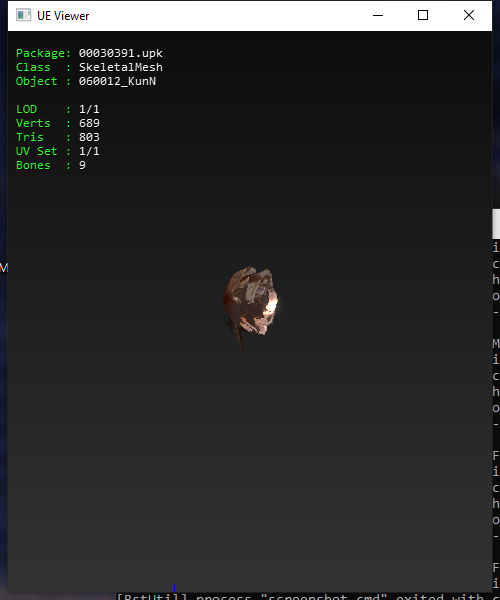 UE Viewer
Package: 00030391.upk
Class  : SkeletalMesh
Object : 060012_KunN
LOD    : 1/1
Verts  : 689
Tris   : 803
UV Set : 1/1
Bones  : 9
M
i
c
h
o
-
M
i
c
h
o
-
F
i
c
h
o
-
F
i
[BstUtil] process "screenshot.cmd" exited with c